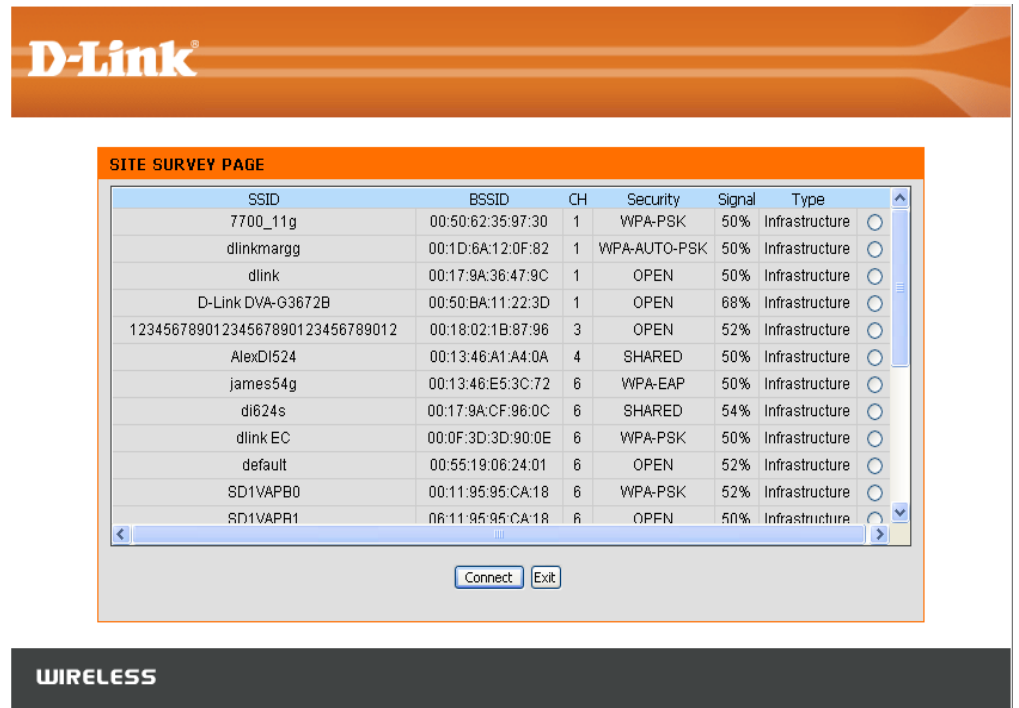 D-Link®
SITE SURVEY PAGE
SSID BSSID CH Security Signal Type
7700_11g 00:50:62:35:97:30 1 WPA-PSK 50% Infrastructure
dlinkmargg 00:1D:6A:12:0F:82 1 WPA-AUTO-PSK 50% Infrastructure
dlink 00:17:9A:36:47:9C 1 OPEN 50% Infrastructure
D-Link DVA-G3672B 00:50:BA:11:22:3D 1 OPEN 68% Infrastructure
12345678901234567890123456789012 00:18:02:1B:87:96 3 OPEN 52% Infrastructure
AlexDI524 00:13:46:A1:A4:0A 4 SHARED 50% Infrastructure
james54g 00:13:46:E5:3C:72 6 WPA-EAP 50% Infrastructure
di624s 00:17:9A:CF:96:0C 6 SHARED 54% Infrastructure
dlink EC 00:0F:3D:3D:90:0E 6 WPA-PSK 50% Infrastructure
default 00:55:19:06:24:01 6 OPEN 52% Infrastructure
SD1VAPB0 00:11:95:95:CA:18 6 WPA-PSK 52% Infrastructure
SD1VAPB1 06:11:95:95:CA:18 6 OPEN 50% Infrastructure
Connect Exit
WIRELESS